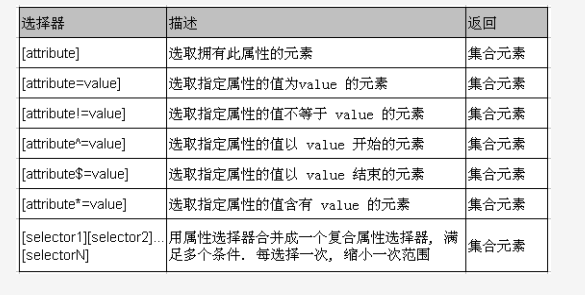 选择器 描述 返回
[attribute] 选取拥有此属性的元素 集合元素
[attribute=value] 选取指定属性的值为value 的元素 集合元素
[attribute!=value] 选取指定属性的值不等于 value 的元素 集合元素
[attribute^=value] 选取指定属性的值以 value 开始的元素 集合元素
[attribute$=value] 选取指定属性的值以 value 结束的元素 集合元素
[attribute*=value] 选取指定属性的值含有 value 的元素 集合元素
[selector1][selector2]... 用属性选择器合并成一个复合属性选择器, 满
[selectorN] 足多个条件. 每选择一次, 缩小一次范围 集合元素